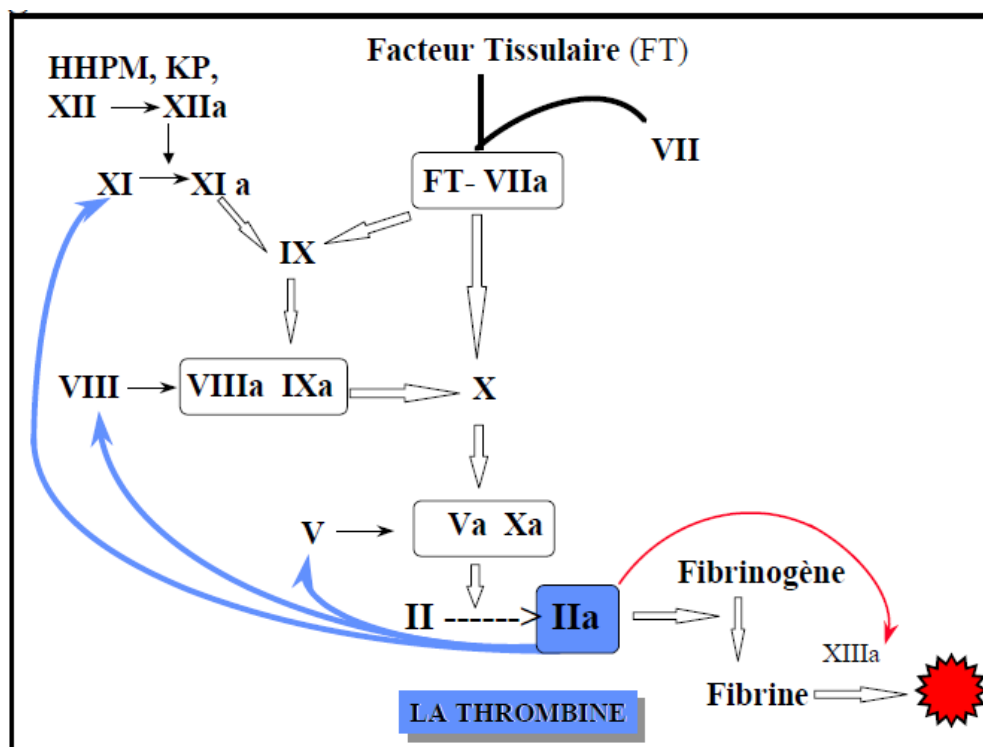 Facteur Tissulaire (FT)
HHPM, KP,
XII XIIa
VII
XI XI a
FT- VIIa
IX
VIII VIIIa IXa X
V Va Xa
II ------> IIa
Fibrinogène
XIIIa
Fibrine
LA THROMBINE